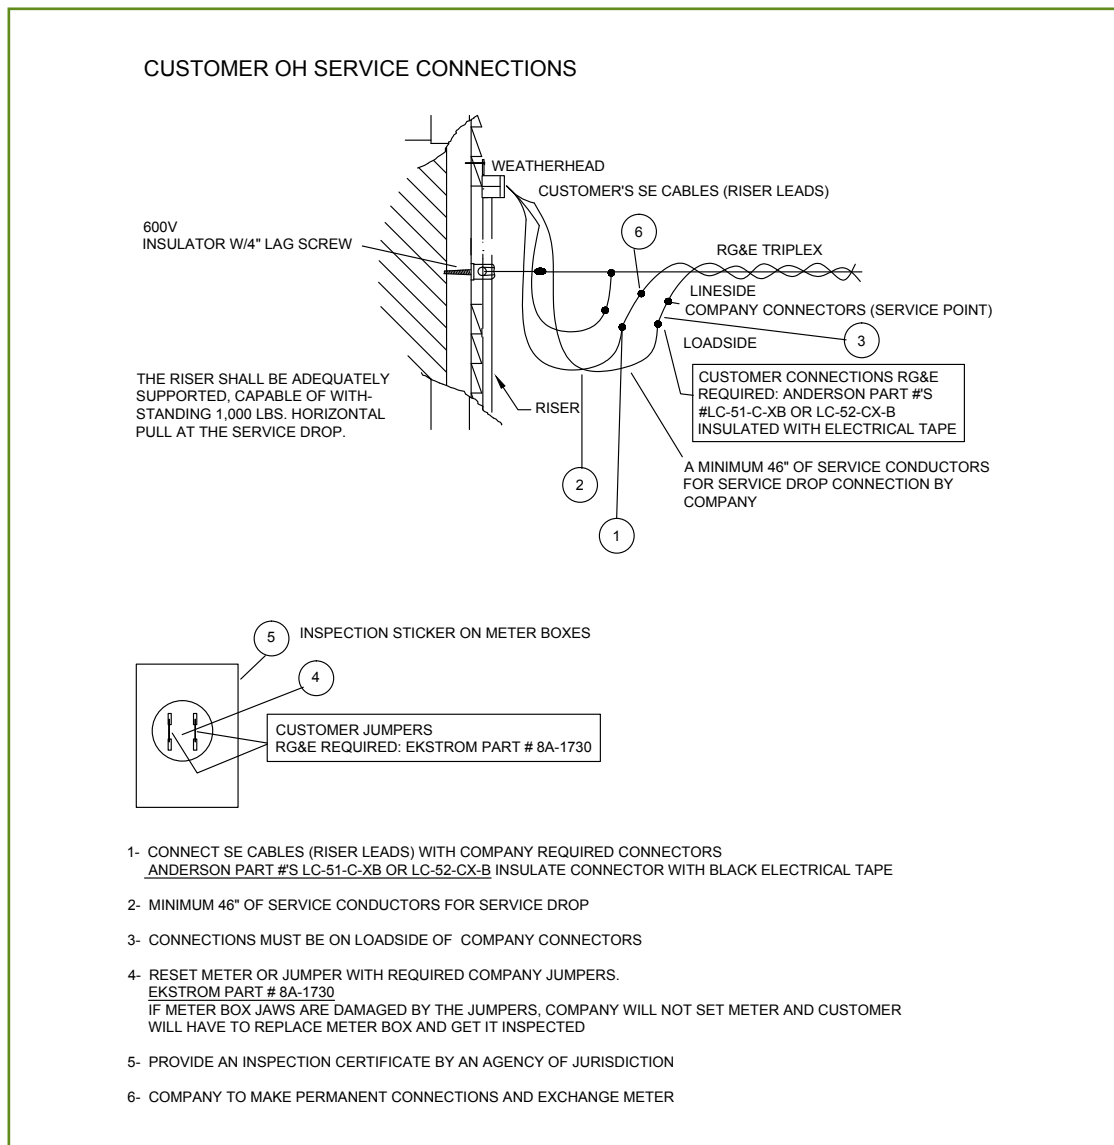 CUSTOMER OH SERVICE CONNECTIONS
WEATHERHEAD
CUSTOMER'S SE CABLES (RISER LEADS)
600V
INSULATOR W/4" LAG SCREW
6
RG&E TRIPLEX
LINESIDE
COMPANY CONNECTORS (SERVICE POINT)
3
LOADSIDE
THE RISER SHALL BE ADEQUATELY
SUPPORTED, CAPABLE OF WITH-
STANDING 1,000 LBS. HORIZONTAL
PULL AT THE SERVICE DROP.
RISER
CUSTOMER CONNECTIONS RG&E
REQUIRED: ANDERSON PART #'S
#LC-51-C-XB OR LC-52-CX-B
INSULATED WITH ELECTRICAL TAPE
2
A MINIMUM 46" OF SERVICE CONDUCTORS
FOR SERVICE DROP CONNECTION BY
COMPANY
1
5
INSPECTION STICKER ON METER BOXES
4
CUSTOMER JUMPERS
RG&E REQUIRED: EKSTROM PART # 8A-1730
1- CONNECT SE CABLES (RISER LEADS) WITH COMPANY REQUIRED CONNECTORS
ANDERSON PART #'S LC-51-C-XB OR LC-52-CX-B INSULATE CONNECTOR WITH BLACK ELECTRICAL TAPE
2- MINIMUM 46" OF SERVICE CONDUCTORS FOR SERVICE DROP
3- CONNECTIONS MUST BE ON LOADSIDE OF COMPANY CONNECTORS
4- RESET METER OR JUMPER WITH REQUIRED COMPANY JUMPERS.
EKSTROM PART # 8A-1730
IF METER BOX JAWS ARE DAMAGED BY THE JUMPERS, COMPANY WILL NOT SET METER AND CUSTOMER
WILL HAVE TO REPLACE METER BOX AND GET IT INSPECTED
5- PROVIDE AN INSPECTION CERTIFICATE BY AN AGENCY OF JURISDICTION
6- COMPANY TO MAKE PERMANENT CONNECTIONS AND EXCHANGE METER